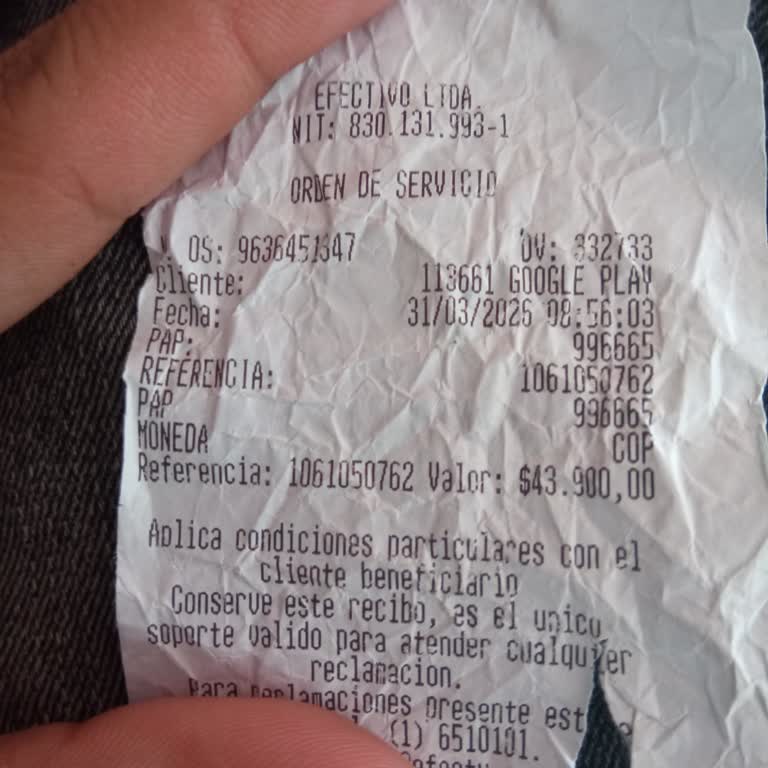 EFECTIVO LTDA.
NIT: 830.131.993-1
ORDEN DE SERVICIO
OS: 9636451347 OV: 332733
Cliente: 113661 GOOGLE PLAY
Fecha: 31/03/2026 08:56:03
PAP: 996665
REFERENCIA: 1061050762
PAP 996665
MONEDA COP
Referencia: 1061050762 Valor: $43.900,00
Aplica condiciones particulares con el
cliente beneficiario
Conserve este recibo, es el unico
soporte valido para atender cualquier
reclamacion.
Para reclamaciones presente
(1) 6510101.